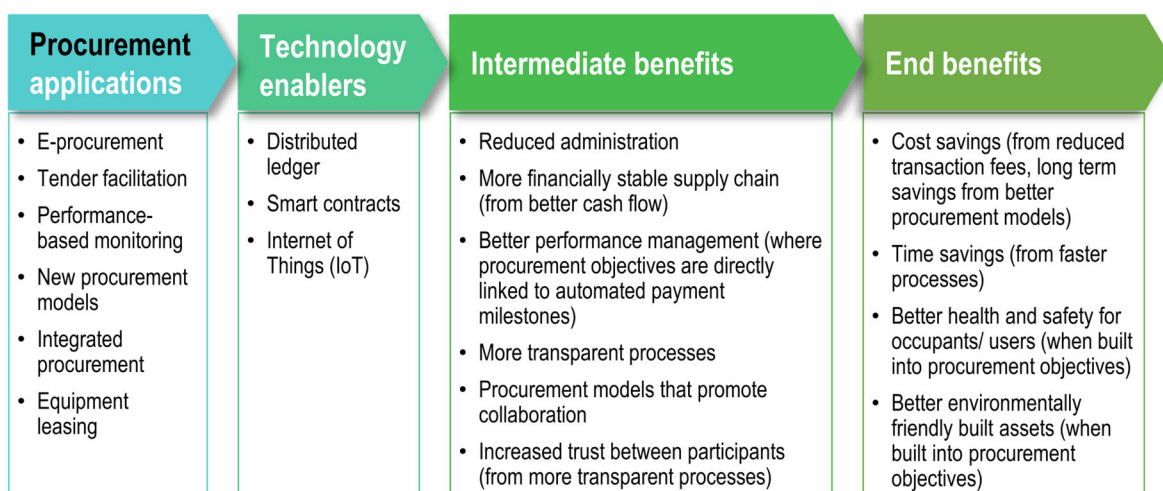 Procurement
applications
• E-procurement
• Tender facilitation
• Performance-
based monitoring
• New procurement
models
• Integrated
procurement
• Equipment
leasing
Technology
enablers
• Distributed
ledger
• Smart contracts
• Internet of
Things (IoT)
Intermediate benefits
• Reduced administration
• More financially stable supply chain
(from better cash flow)
• Better performance management (where
procurement objectives are directly
linked to automated payment
milestones)
• More transparent processes
• Procurement models that promote
collaboration
• Increased trust between participants
(from more transparent processes)
End benefits
• Cost savings (from reduced
transaction fees, long term
savings from better
procurement models)
• Time savings (from faster
processes)
• Better health and safety for
occupants/ users (when built
into procurement objectives)
• Better environmentally
friendly built assets (when
built into procurement
objectives)